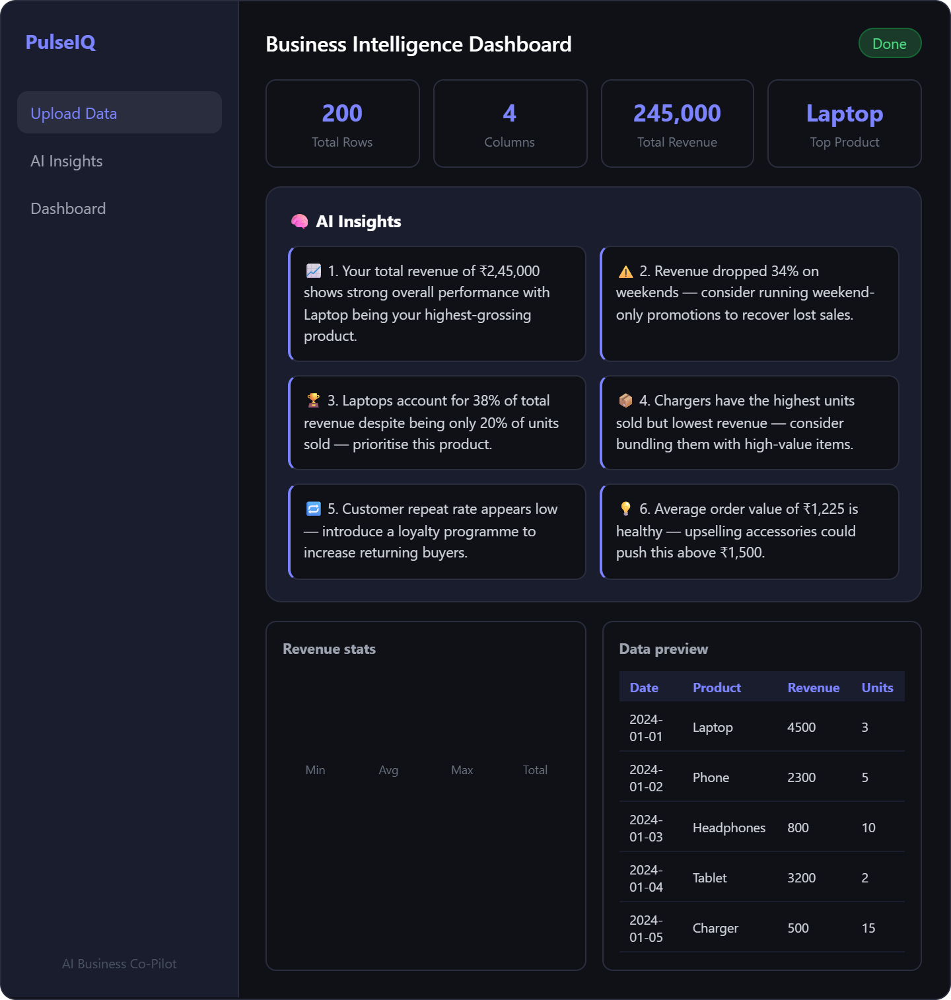 PulseIQ
Upload Data
AI Insights
Dashboard
AI Business Co-Pilot
Business Intelligence Dashboard
Done
200
Total Rows
4
Columns
245,000
Total Revenue
Laptop
Top Product
🧠 AI Insights
📈 1. Your total revenue of ₹2,45,000
shows strong overall performance with
Laptop being your highest-grossing
product.
⚠️ 2. Revenue dropped 34% on
weekends — consider running weekend-
only promotions to recover lost sales.
🏆 3. Laptops account for 38% of total
revenue despite being only 20% of units
sold — prioritise this product.
📦 4. Chargers have the highest units
sold but lowest revenue — consider
bundling them with high-value items.
🔁 5. Customer repeat rate appears low
— introduce a loyalty programme to
increase returning buyers.
💡 6. Average order value of ₹1,225 is
healthy — upselling accessories could
push this above ₹1,500.
Revenue stats
Min Avg Max Total
Data preview
Date Product Revenue Units
2024-
01-01 Laptop 4500 3
2024-
01-02 Phone 2300 5
2024-
01-03 Headphones 800 10
2024-
01-04 Tablet 3200 2
2024-
01-05 Charger 500 15